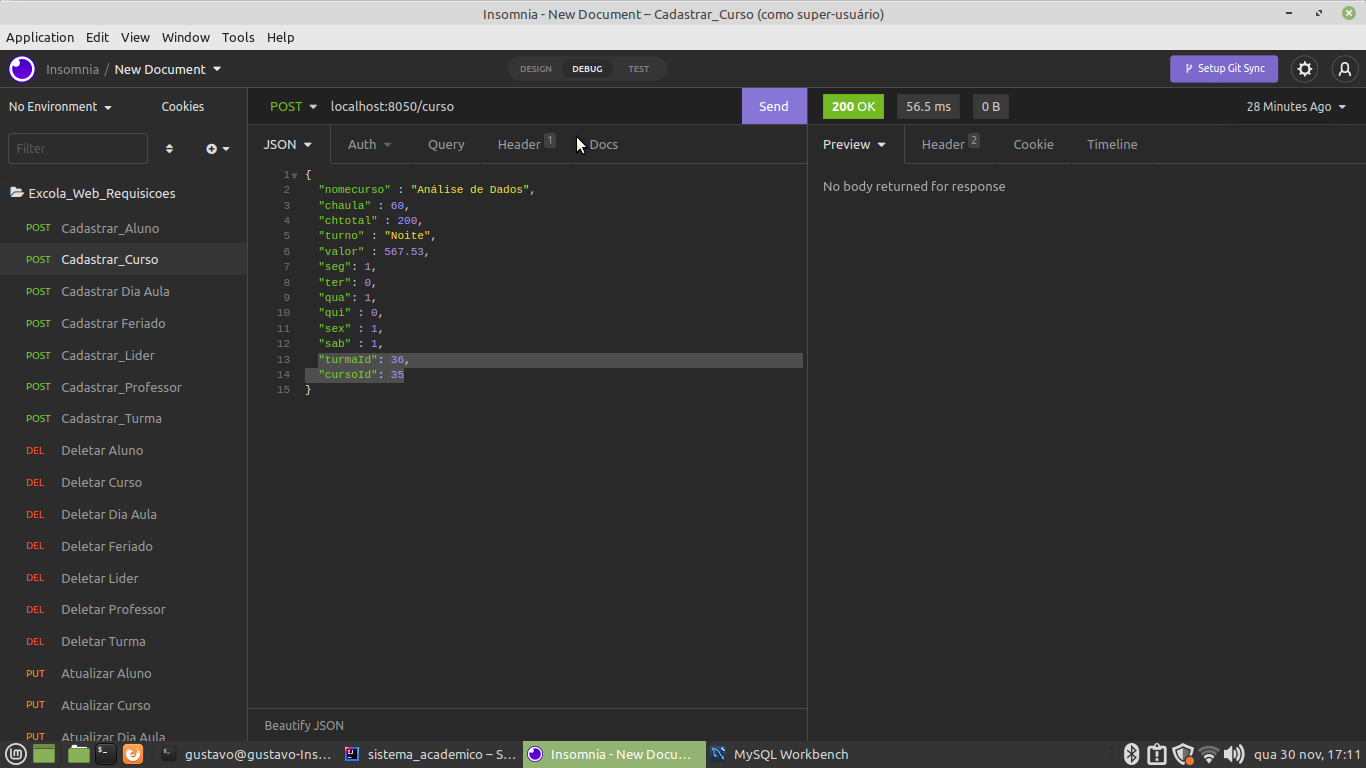 Insomnia - New Document – Cadastrar_Curso (como super-usuário)
Application Edit View Window Tools Help
Insomnia / New Document
DESIGN DEBUG TEST
Setup Git Sync
No Environment Cookies
POST localhost:8050/curso Send
200 OK 56.5 ms 0 B 28 Minutes Ago
Filter
JSON Auth Query Header 1 Docs
Preview Header 2 Cookie Timeline
No body returned for response
Excola_Web_Requisicoes
POST Cadastrar_Aluno
POST Cadastrar_Curso
POST Cadastrar Dia Aula
POST Cadastrar Feriado
POST Cadastrar_Lider
POST Cadastrar_Professor
POST Cadastrar_Turma
DEL Deletar Aluno
DEL Deletar Curso
DEL Deletar Dia Aula
DEL Deletar Feriado
DEL Deletar Lider
DEL Deletar Professor
DEL Deletar Turma
PUT Atualizar Aluno
PUT Atualizar Curso
PUT Atualizar Dia Aula
1 {
2 "nomecurso" : "Análise de Dados",
3 "chaula" : 60,
4 "chtotal" : 200,
5 "turno" : "Noite",
6 "valor" : 567.53,
7 "seg": 1,
8 "ter": 0,
9 "qua": 1,
10 "qui" : 0,
11 "sex" : 1,
12 "sab" : 1,
13 "turmaId": 36,
14 "cursoId": 35
15 }
Beautify JSON
gustavo@gustavo-Ins... sistema_academico – S... Insomnia - New Docu... MySQL Workbench qua 30 nov, 17:11